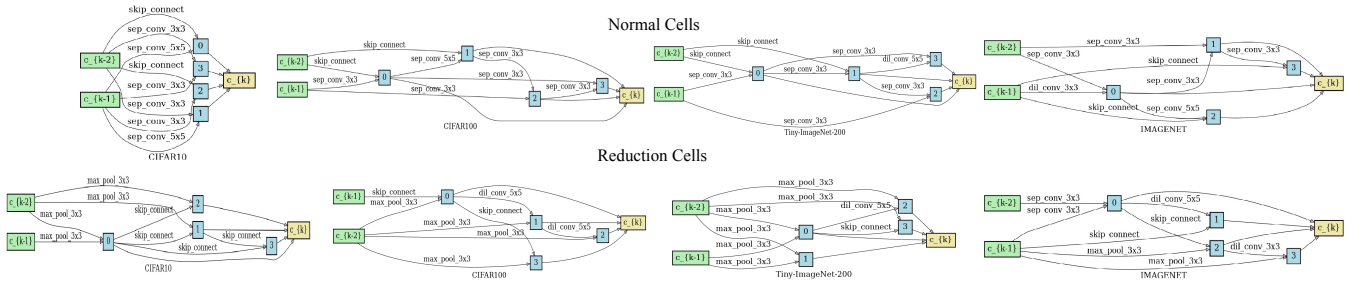 Normal Cells
skip_connect
sep_conv_3x3
sep_conv_5x5
skip_connect
sep_conv_3x3
sep_conv_3x3
sep_conv_3x3
sep_conv_5x5
c_{k-2}
c_{k-1}
0
3
2
1
c_{k}
CIFAR10
c_{k-2}
c_{k-1}
skip_connect
skip_connect
sep_conv_3x3
sep_conv_5x5
sep_conv_3x3
sep_conv_3x3
sep_conv_3x3
sep_conv_3x3
sep_conv_3x3
0
1
2
3
c_{k}
CIFAR100
c_{k-2}
c_{k-1}
skip_connect
skip_connect
sep_conv_3x3
sep_conv_3x3
sep_conv_3x3
dil_conv_5x5
sep_conv_3x3
sep_conv_3x3
0
1
3
2
c_{k}
Tiny-ImageNet-200
c_{k-2}
c_{k-1}
sep_conv_3x3
sep_conv_3x3
skip_connect
dil_conv_3x3
skip_connect
sep_conv_3x3
sep_conv_3x3
sep_conv_5x5
0
1
3
2
c_{k}
IMAGENET
Reduction Cells
c_{k-2}
c_{k-1}
max_pool_3x3
max_pool_3x3
max_pool_3x3
max_pool_3x3
skip_connect
skip_connect
skip_connect
skip_connect
0
2
1
3
c_{k}
CIFAR10
c_{k-1}
c_{k-2}
skip_connect
max_pool_3x3
max_pool_3x3
max_pool_3x3
max_pool_3x3
dil_conv_5x5
skip_connect
dil_conv_5x5
0
1
2
3
c_{k}
CIFAR100
c_{k-2}
c_{k-1}
max_pool_3x3
max_pool_3x3
max_pool_3x3
max_pool_3x3
max_pool_3x3
max_pool_3x3
dil_conv_5x5
skip_connect
0
1
2
3
c_{k}
Tiny-ImageNet-200
c_{k-2}
c_{k-1}
sep_conv_3x3
sep_conv_3x3
skip_connect
max_pool_3x3
max_pool_3x3
dil_conv_5x5
dil_conv_3x3
0
1
2
3
c_{k}
IMAGENET